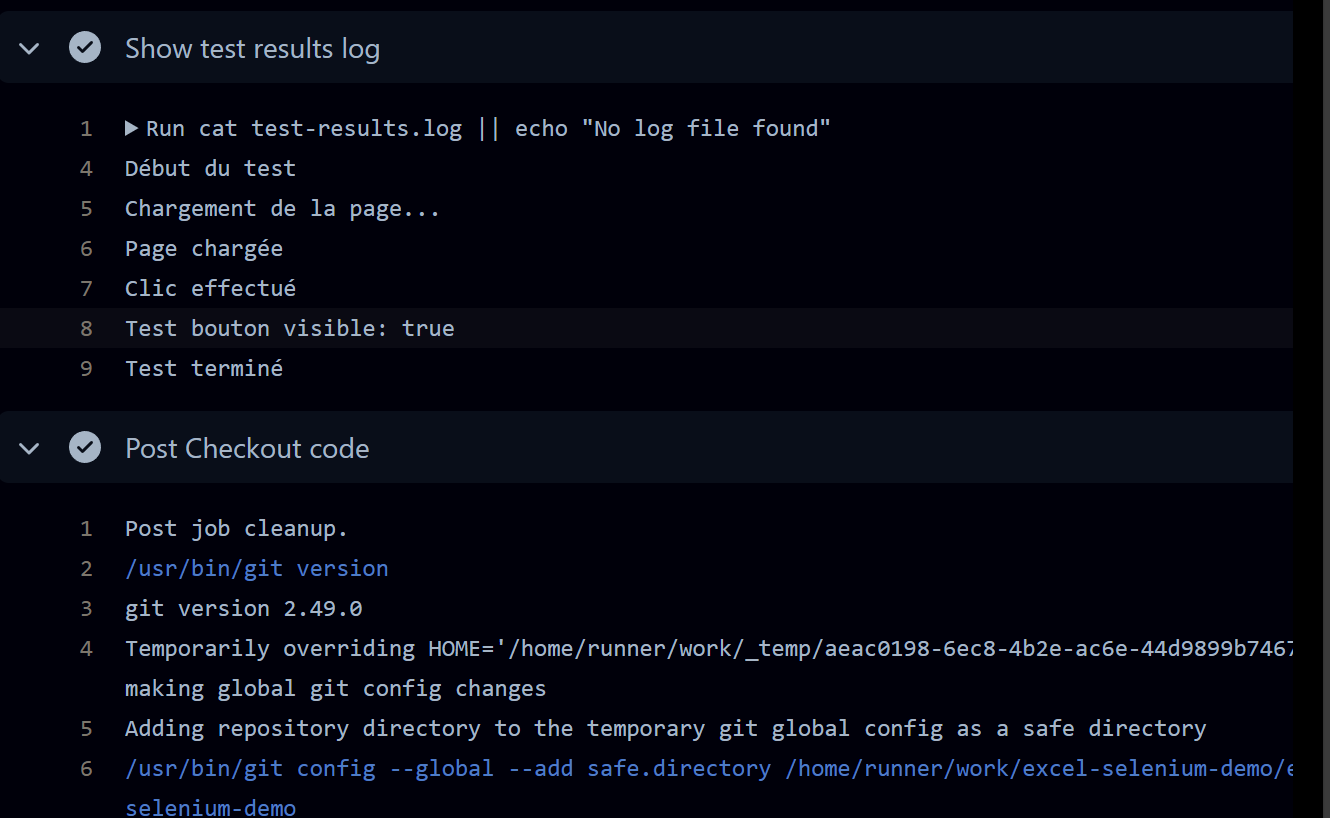 Show test results log
1 ▶ Run cat test-results.log || echo "No log file found"
4 Début du test
5 Chargement de la page...
6 Page chargée
7 Clic effectué
8 Test bouton visible: true
9 Test terminé
Post Checkout code
1 Post job cleanup.
2 /usr/bin/git version
3 git version 2.49.0
4 Temporarily overriding HOME='/home/runner/work/_temp/aeac0198-6ec8-4b2e-ac6e-44d9899b7467
making global git config changes
5 Adding repository directory to the temporary git global config as a safe directory
6 /usr/bin/git config --global --add safe.directory /home/runner/work/excel-selenium-demo/e
selenium-demo